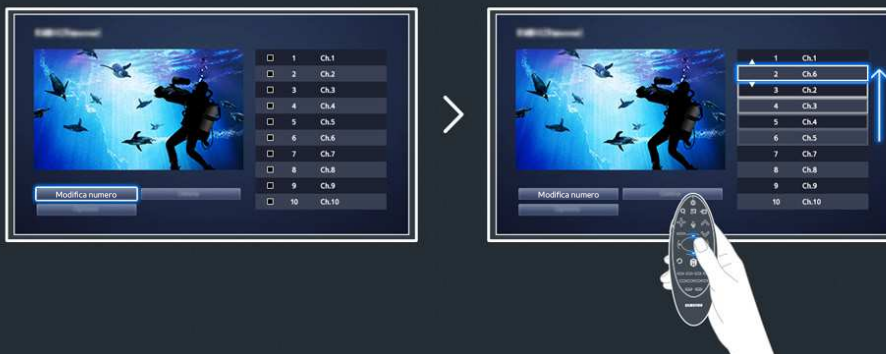 1 Ch.1
2 Ch.2
3 Ch.3
4 Ch.4
5 Ch.5
6 Ch.6
7 Ch.7
8 Ch.8
9 Ch.9
10 Ch.10
Modifica numero
1 Ch.1
2 Ch.6
3 Ch.2
4 Ch.3
5 Ch.4
6 Ch.5
7 Ch.7
8 Ch.8
9 Ch.9
10 Ch.10
Modifica numero